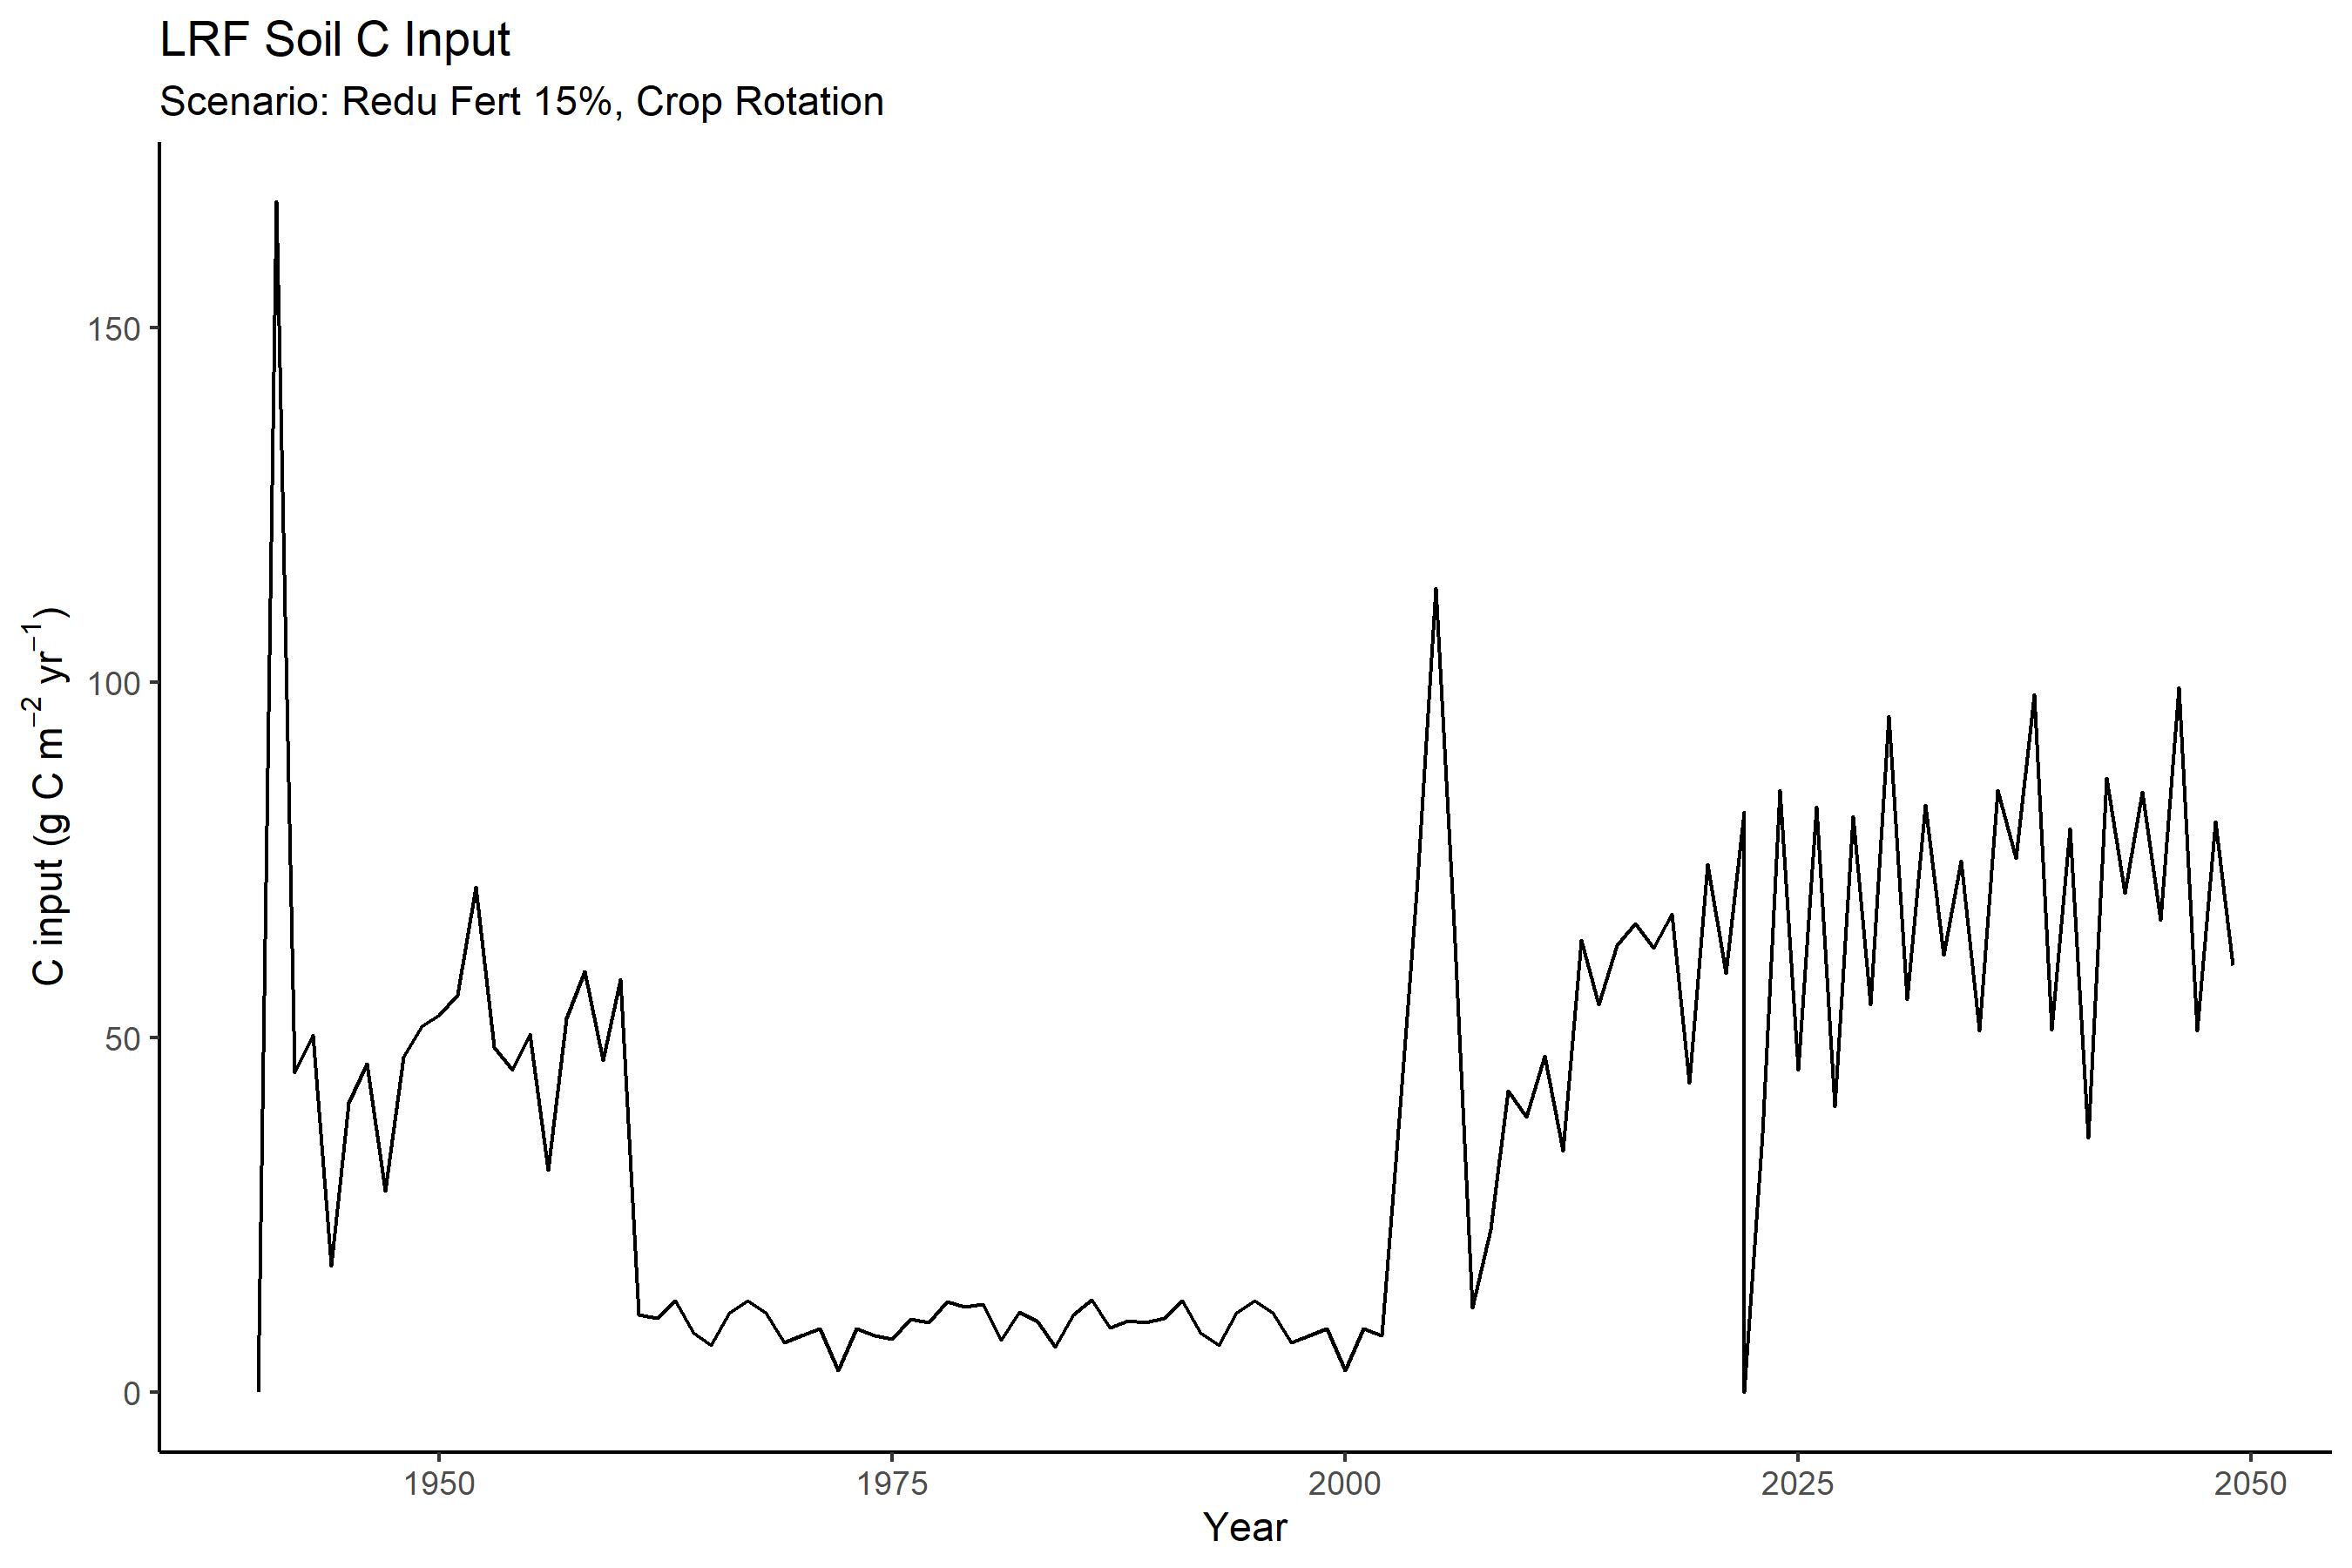 LRF Soil C Input
Scenario: Redu Fert 15%, Crop Rotation
C input (g C m⁻² yr⁻¹)
150
100
50
0
1950 1975 2000 2025 2050
Year